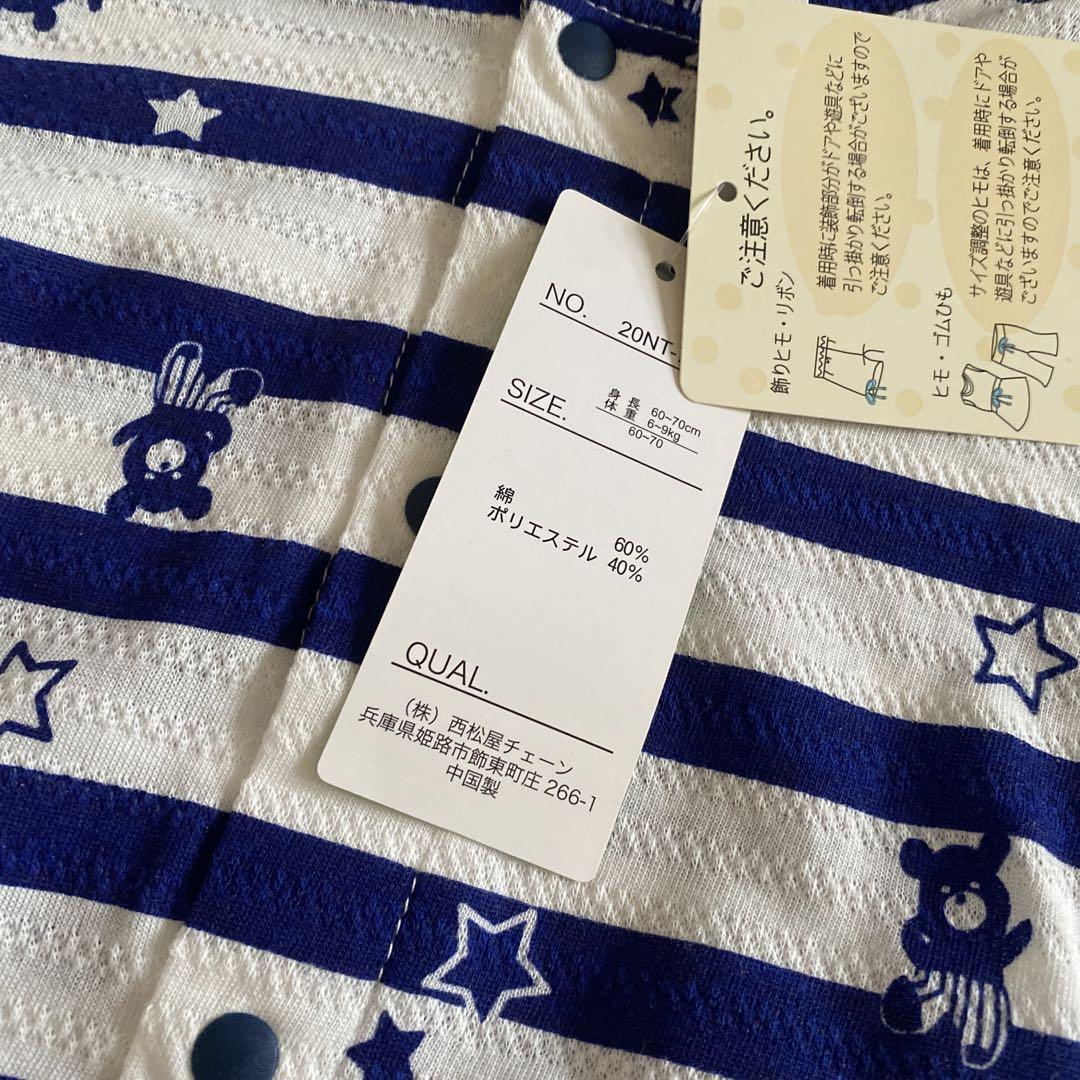 NO. 20NT-
SIZE. 身長 60~70cm
体重 6~9kg
60-70
綿 60%
ポリエステル 40%
QUAL.
(株) 西松屋チェーン
兵庫県姫路市飾東町庄 266-1
中国製
ご注意ください。
飾りヒモ・リボン
着用時に装飾部分がドアや遊具などに
引っ掛かり転倒する場合がございますので
ご注意ください。
ヒモ・ゴムひも
サイズ調整のヒモは、着用時にドアや
遊具などに引っ掛かり転倒する場合が
ございますのでご注意ください。